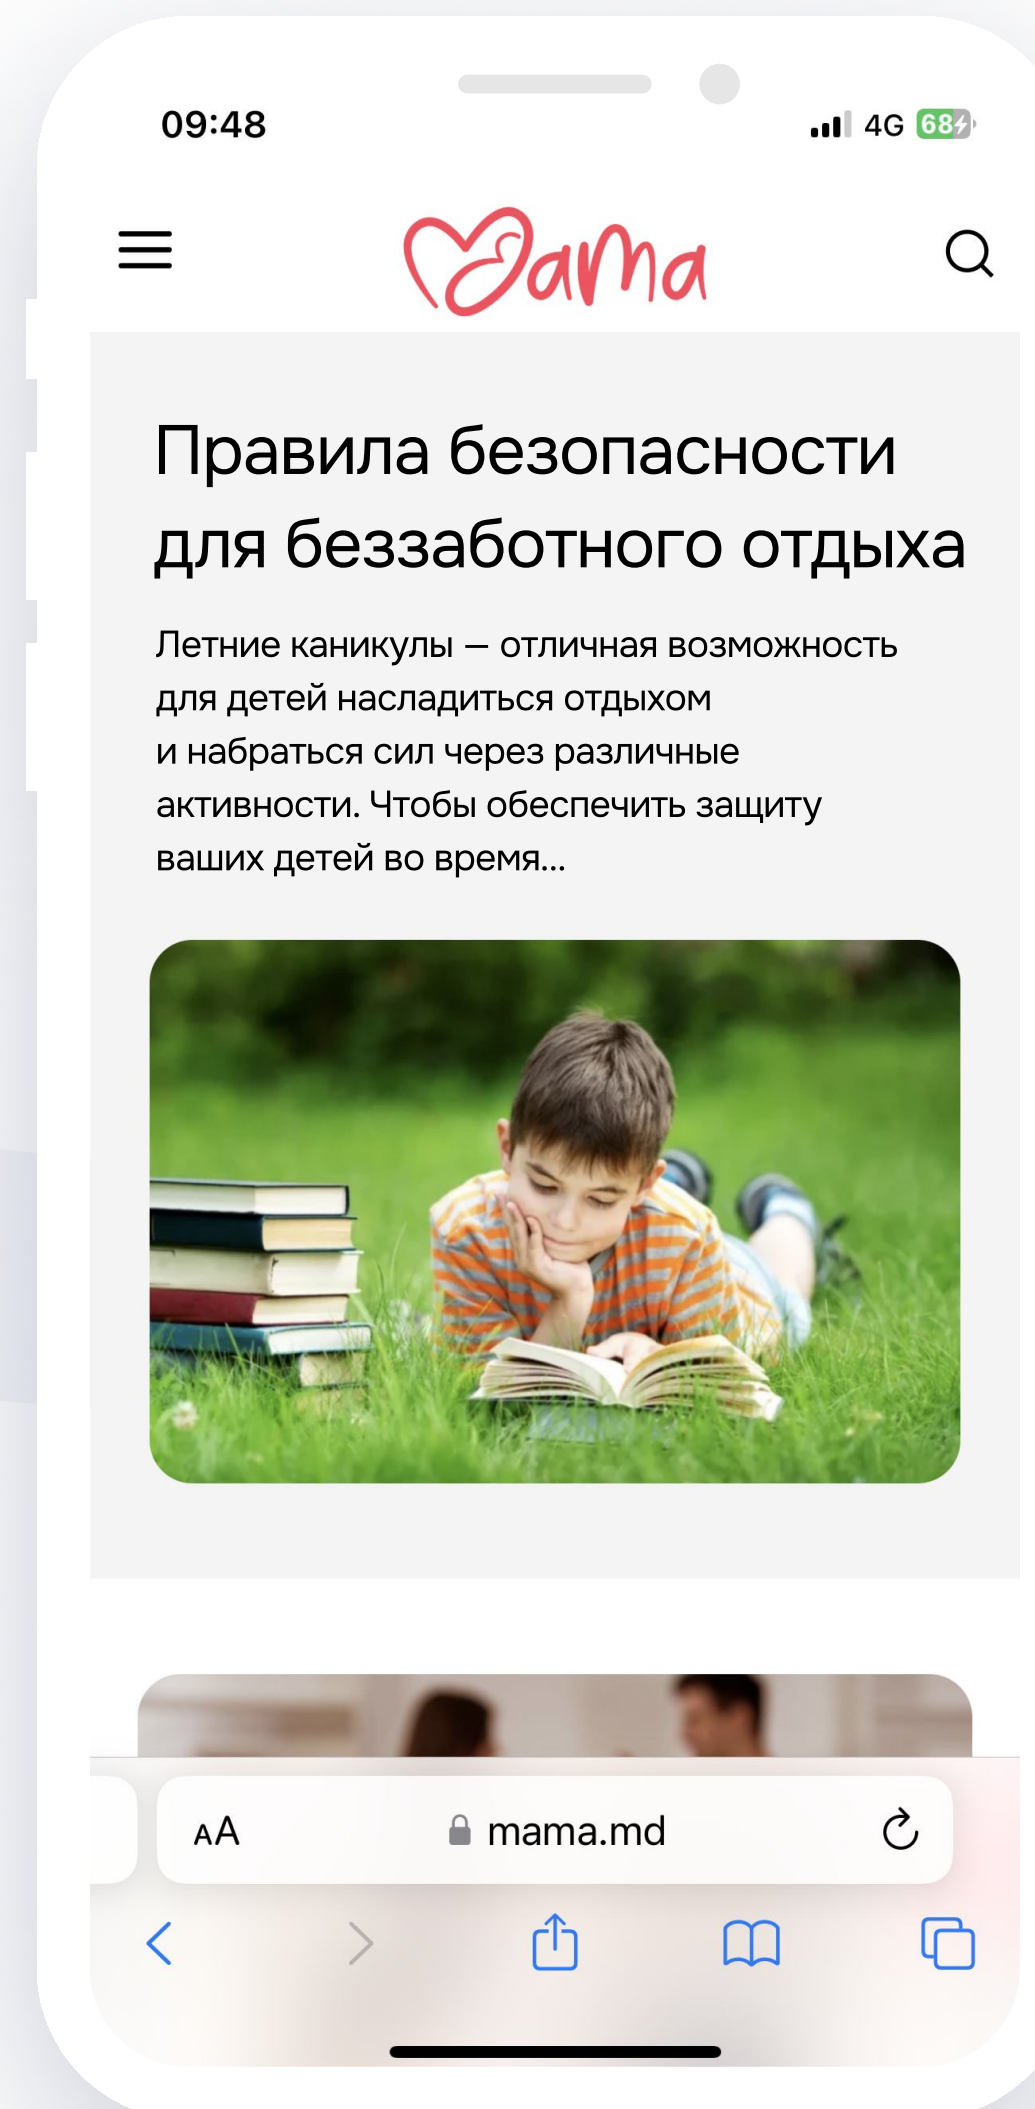 09:48
4G 68
Mama
Правила безопасности
для беззаботного отдыха
Летние каникулы — отличная возможность
для детей насладиться отдыхом
и набраться сил через различные
активности. Чтобы обеспечить защиту
ваших детей во время...
AA mama.md